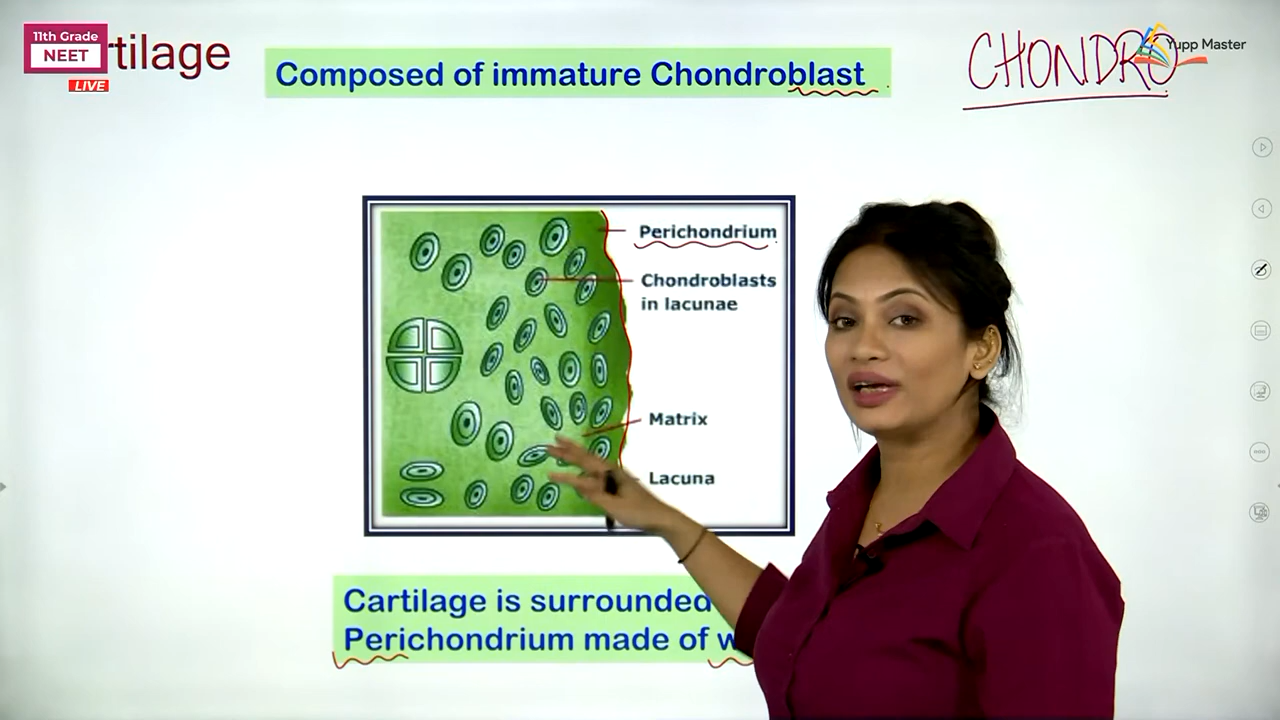 11th Grade
NEET
LIVE
rtilage
Composed of immature Chondroblast
CHONDRO
Yupp Master
Perichondrium
Chondroblasts
in lacunae
Matrix
Lacuna
Cartilage is surrounded
Perichondrium made of w